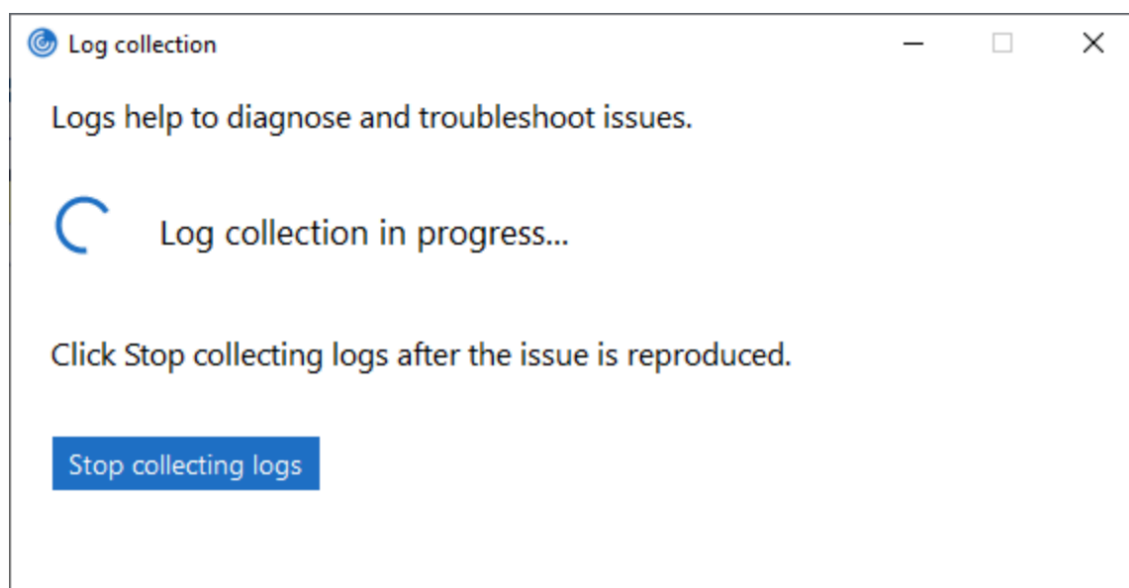 Log collection
Logs help to diagnose and troubleshoot issues.
Log collection in progress...
Click Stop collecting logs after the issue is reproduced.
Stop collecting logs